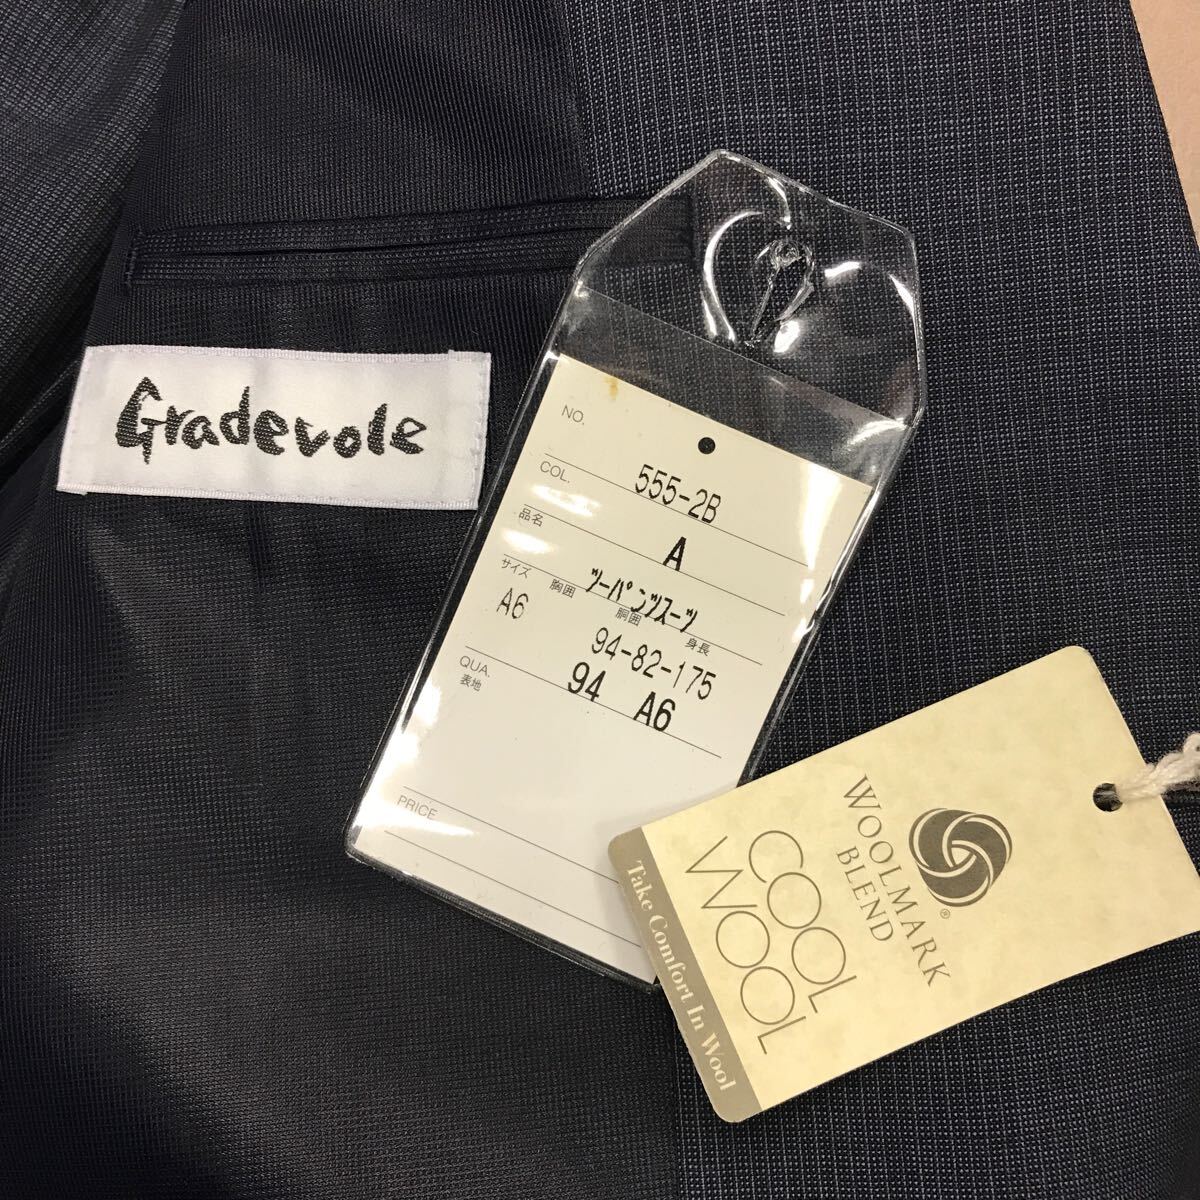 Gradevole
NO.
555-2B
COL.
A
品名
ﾂｰﾊﾟﾝﾂｽｰﾂ
サイズ 胸囲 胴囲 身長
A6 94-82-175
94 A6
QUA.
表地
PRICE
WOOLMARK
BLEND
®
COOL
WOOL
Take Comfort In Wool